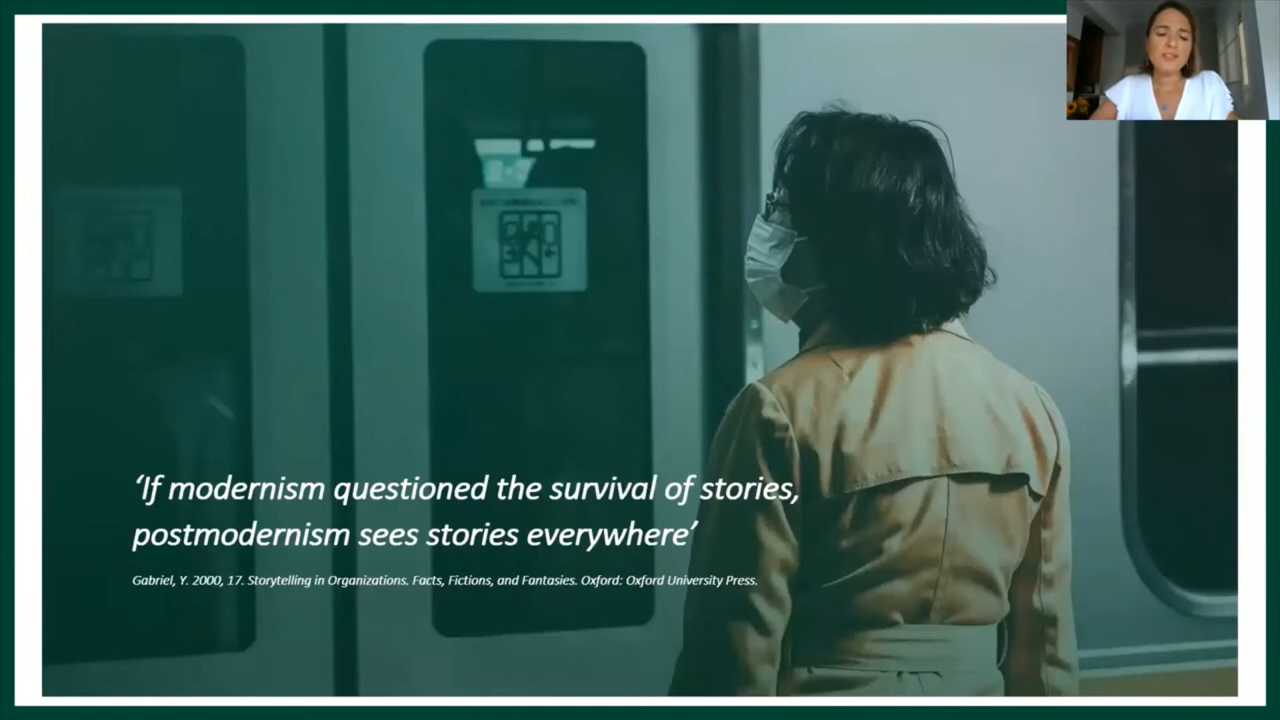 ‘If modernism questioned the survival of stories,
postmodernism sees stories everywhere’
Gabriel, Y. 2000, 17. Storytelling in Organizations. Facts, Fictions, and Fantasies. Oxford: Oxford University Press.